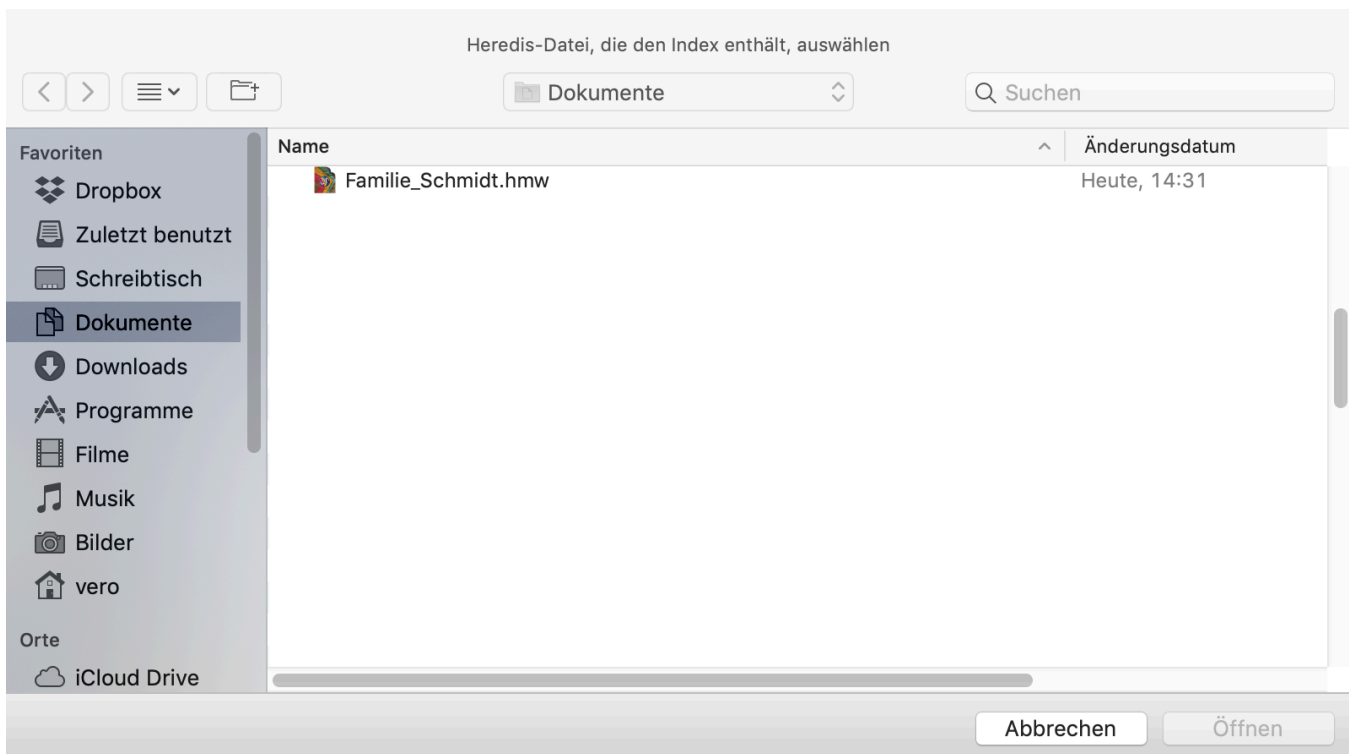 Heredis-Datei, die den Index enthält, auswählen
Dokumente
Suchen
Favoriten
Dropbox
Zuletzt benutzt
Schreibtisch
Dokumente
Downloads
Programme
Filme
Musik
Bilder
vero
Orte
iCloud Drive
Name Änderungsdatum
Familie_Schmidt.hmw Heute, 14:31
Abbrechen Öffnen